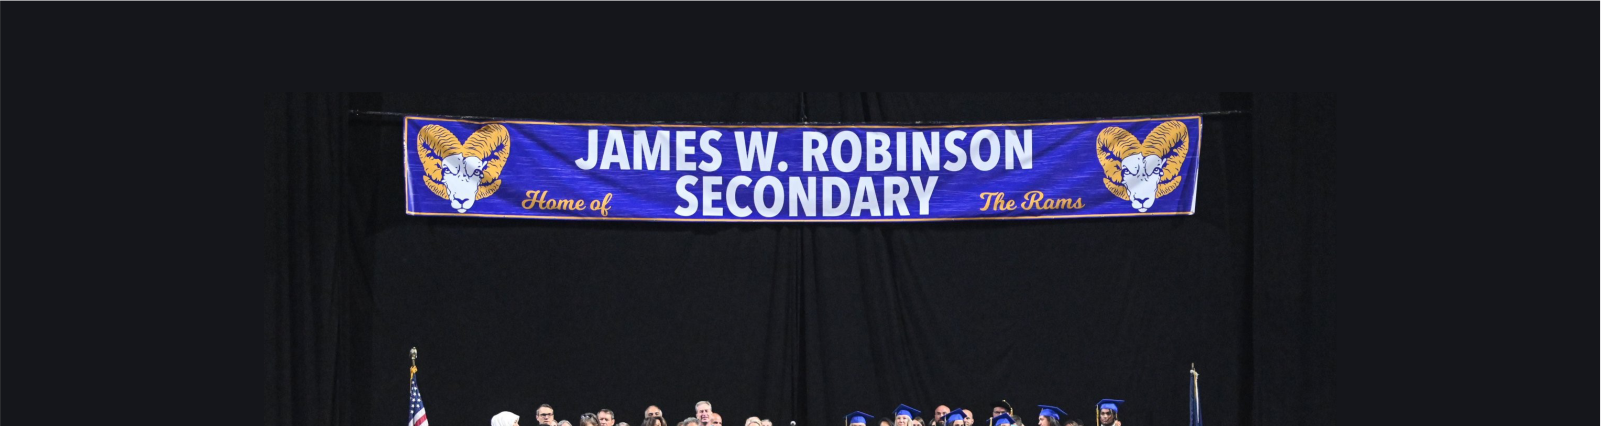 JAMES W. ROBINSON
SECONDARY
Home of
The Rams